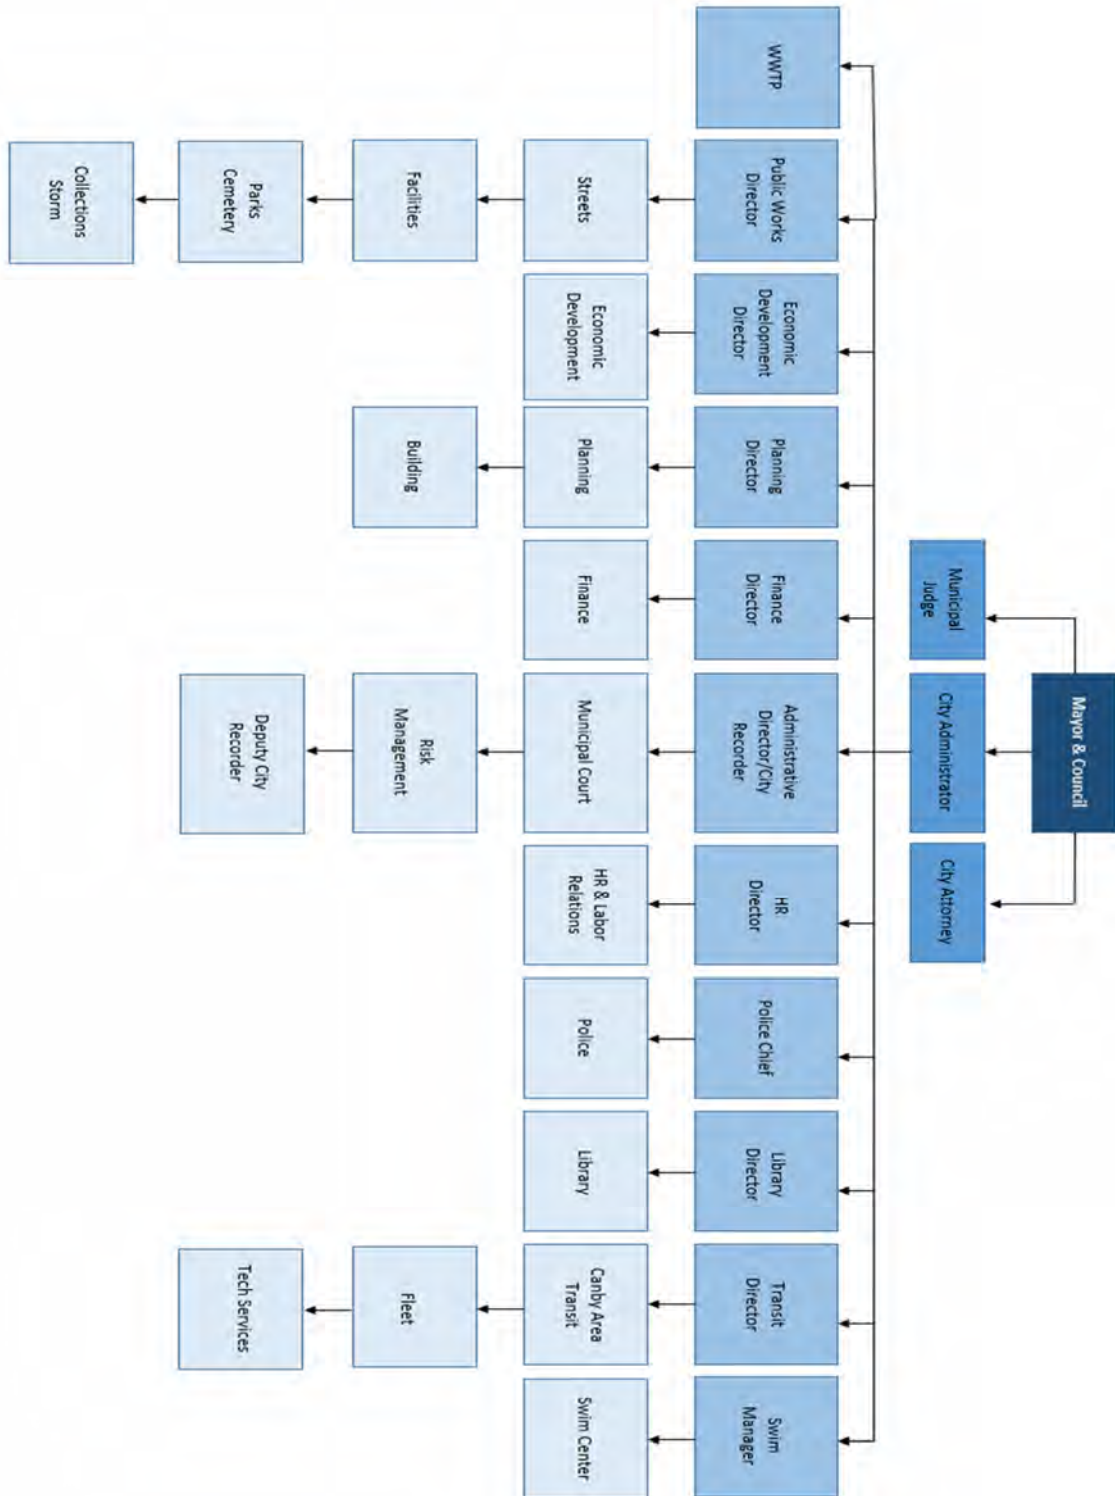 Mayor & Council
Municipal
Judge
City Administrator
City Attorney
WWTP
Public Works
Director
Economic
Development
Director
Planning
Director
Finance
Director
Administrative
Director/City
Recorder
HR
Director
Police Chief
Library
Director
Transit
Director
Swim
Manager
Streets
Economic
Development
Planning
Finance
Municipal Court
HR & Labor
Relations
Police
Library
Canby Area
Transit
Swim Center
Facilities
Building
Risk
Management
Fleet
Parks
Cemetery
Deputy City
Recorder
Tech Services
Collections
Storm